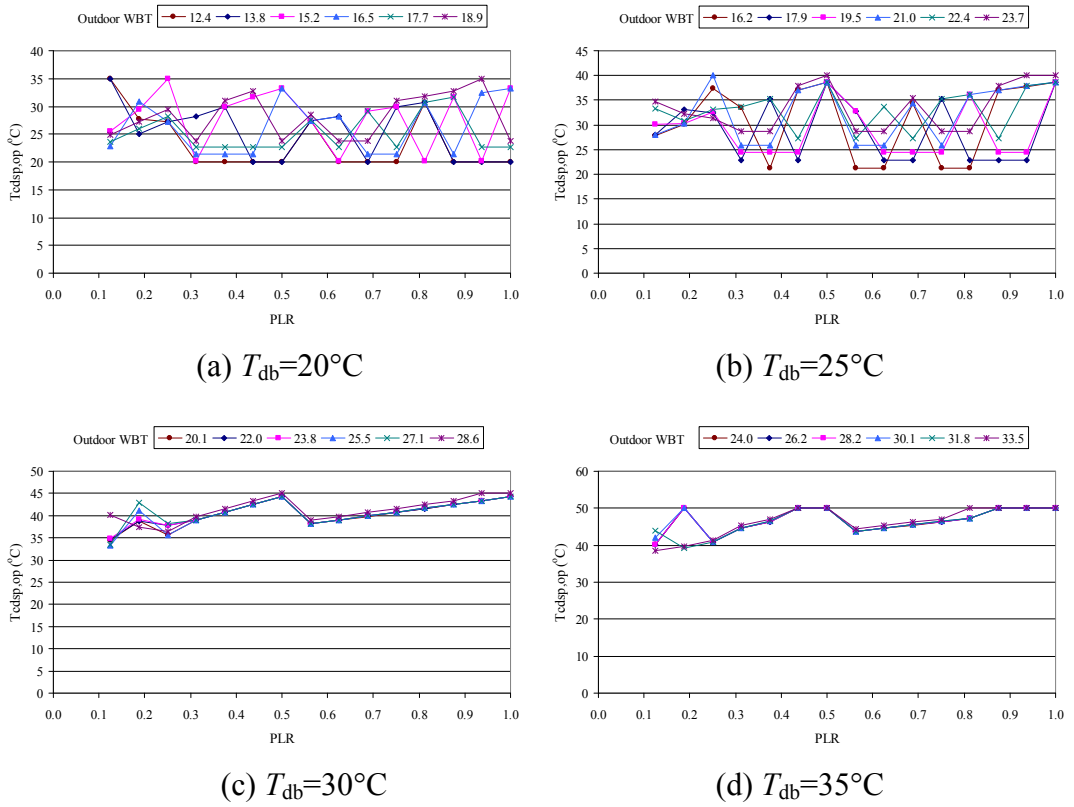 Outdoor WBT 12.4 13.8 15.2 16.5 17.7 18.9
40
35
30
25
20
15
10
5
0
Tcdsp,op (°C)
0.0 0.1 0.2 0.3 0.4 0.5 0.6 0.7 0.8 0.9 1.0
PLR
(a) Tdb=20°C
Outdoor WBT 16.2 17.9 19.5 21.0 22.4 23.7
45
40
35
30
25
20
15
10
5
0
Tcdsp,op (°C)
0.0 0.1 0.2 0.3 0.4 0.5 0.6 0.7 0.8 0.9 1.0
PLR
(b) Tdb=25°C
Outdoor WBT 20.1 22.0 23.8 25.5 27.1 28.6
50
45
40
35
30
25
20
15
10
5
0
Tcdsp,op (°C)
0.0 0.1 0.2 0.3 0.4 0.5 0.6 0.7 0.8 0.9 1.0
PLR
(c) Tdb=30°C
Outdoor WBT 24.0 26.2 28.2 30.1 31.8 33.5
60
50
40
30
20
10
0
Tcdsp,op (°C)
0.0 0.1 0.2 0.3 0.4 0.5 0.6 0.7 0.8 0.9 1.0
PLR
(d) Tdb=35°C